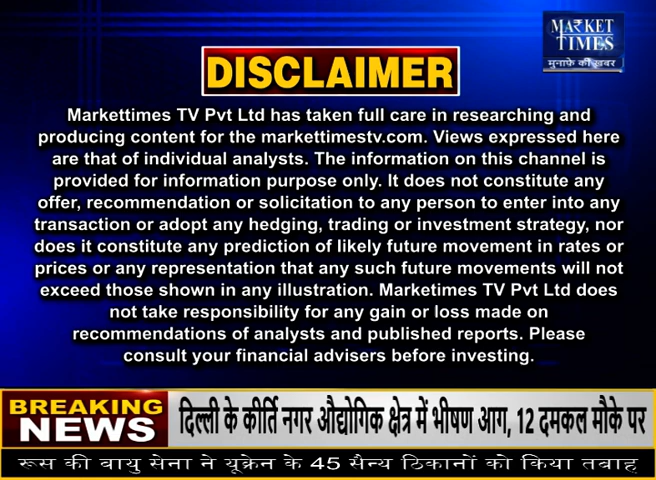 MARKET
TIMES
मुनाफे की खबर
DISCLAIMER
Markettimes TV Pvt Ltd has taken full care in researching and
producing content for the markettimestv.com. Views expressed here
are that of individual analysts. The information on this channel is
provided for information purpose only. It does not constitute any
offer, recommendation or solicitation to any person to enter into any
transaction or adopt any hedging, trading or investment strategy, nor
does it constitute any prediction of likely future movement in rates or
prices or any representation that any such future movements will not
exceed those shown in any illustration. Marketimes TV Pvt Ltd does
not take responsibility for any gain or loss made on
recommendations of analysts and published reports. Please
consult your financial advisers before investing.
BREAKING
NEWS
दिल्ली के कीर्ति नगर औद्योगिक क्षेत्र में भीषण आग, 12 दमकल मौके पर
रूस की वायु सेना ने यूक्रेन के 45 सैन्य ठिकानों को किया तबाह